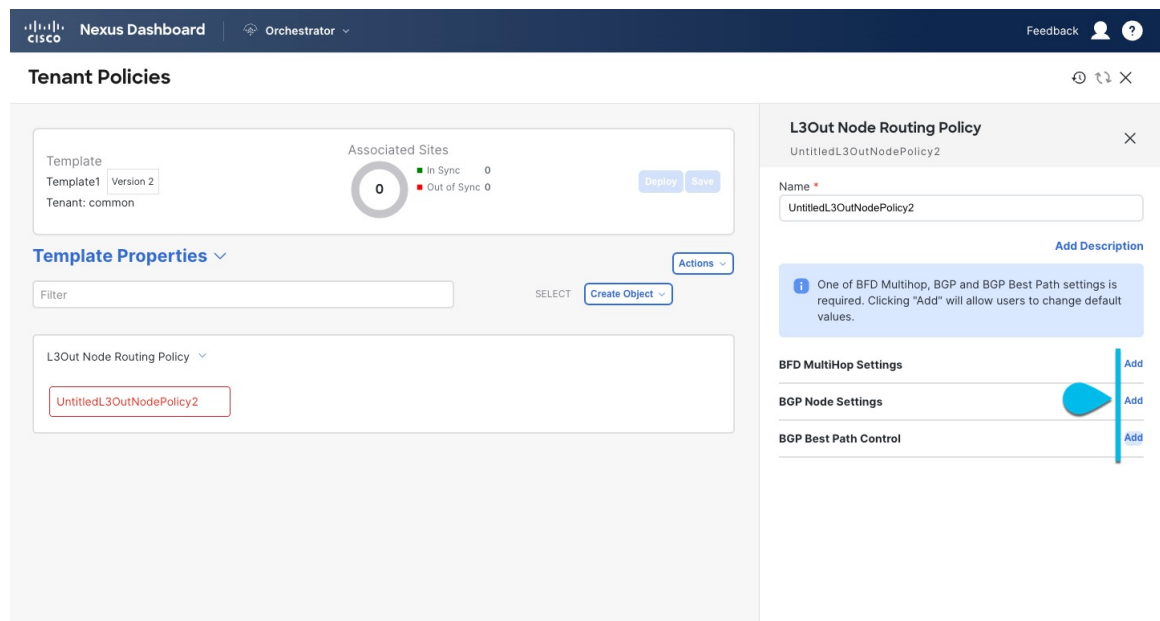 CISCO Nexus Dashboard Orchestrator Feedback ?
Tenant Policies
Template
Template1 Version 2
Tenant: common
Associated Sites
0
In Sync 0
Out of Sync 0
Deploy Save
Template Properties
Actions
Filter
SELECT Create Object
L3Out Node Routing Policy
UntitledL3OutNodePolicy2
L3Out Node Routing Policy
UntitledL3OutNodePolicy2
Name *
UntitledL3OutNodePolicy2
Add Description
i One of BFD Multihop, BGP and BGP Best Path settings is
required. Clicking "Add" will allow users to change default
values.
BFD MultiHop Settings Add
BGP Node Settings Add
BGP Best Path Control Add